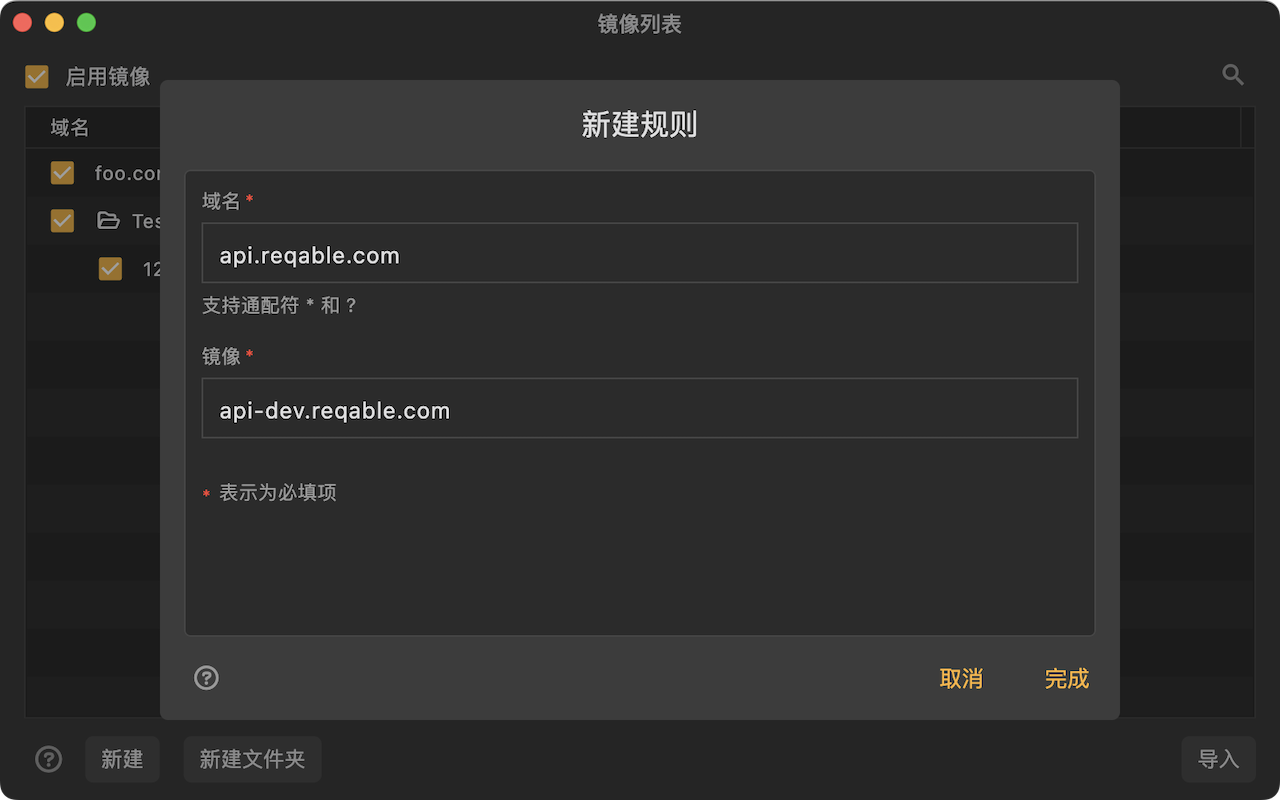 镜像列表
启用镜像
域名
foo.co
Tes
12
新建规则
域名 *
api.reqable.com
支持通配符 * 和 ?
镜像 *
api-dev.reqable.com
* 表示为必填项
取消
完成
新建
新建文件夹
导入